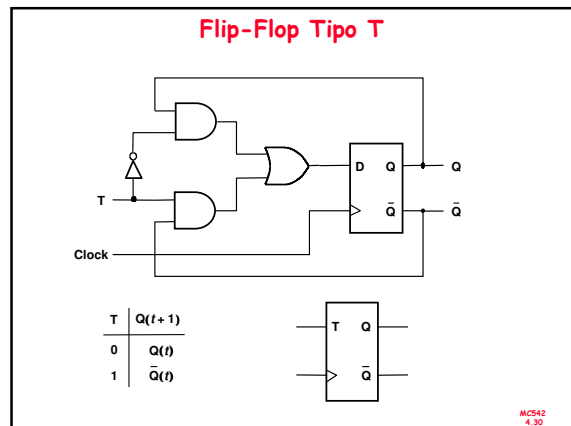 Flip-Flop Tipo T
D Q Q
T
Q̅ Q̅
Clock
T Q(t + 1)
0 Q(t)
1 Q̅(t)
T Q
Q̅
MC542
4.30